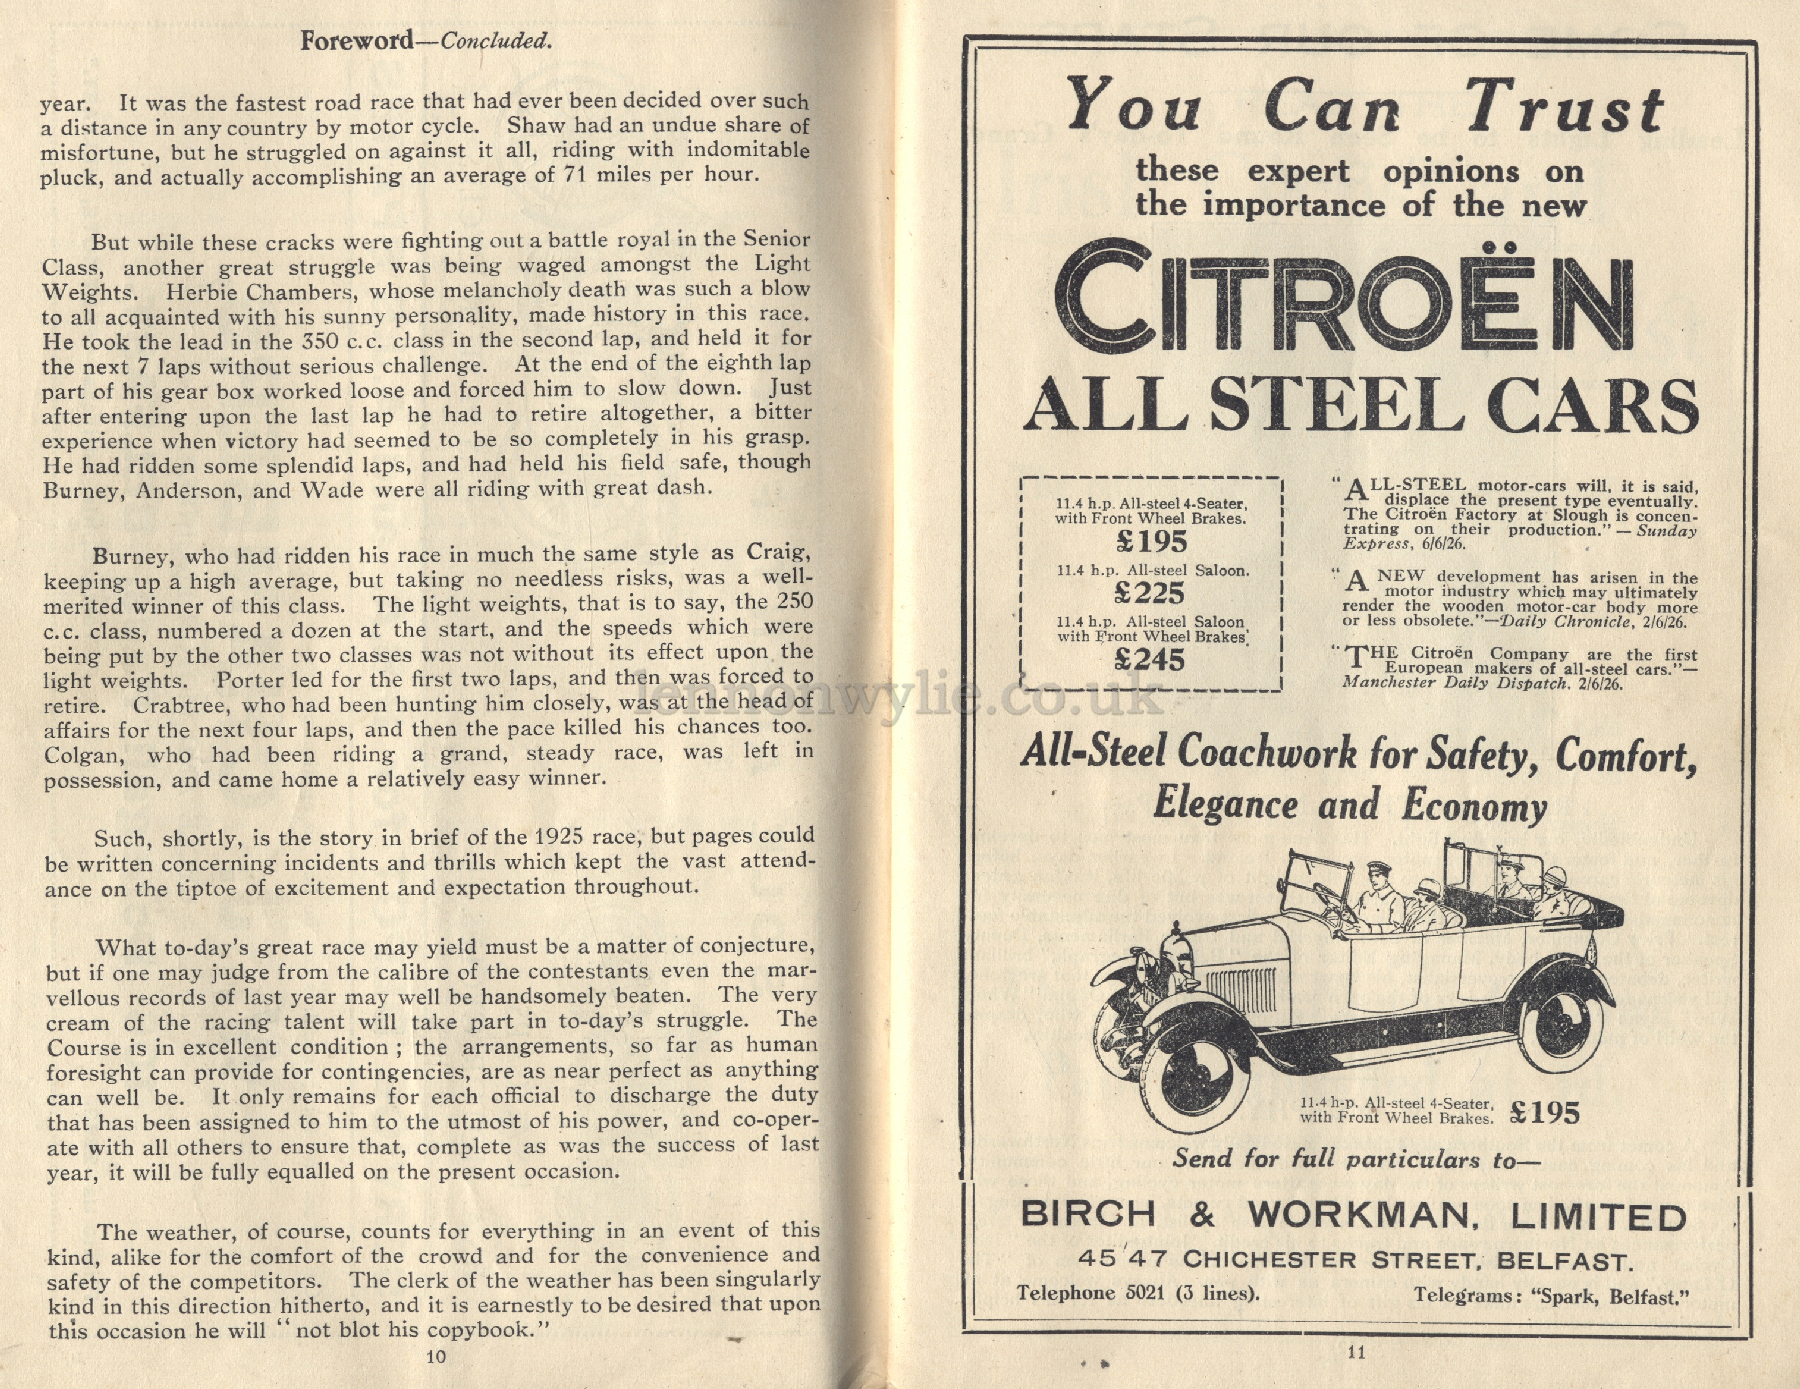 Foreword—Concluded.
year. It was the fastest road race that had ever been decided over such
a distance in any country by motor cycle. Shaw had an undue share of
misfortune, but he struggled on against it all, riding with indomitable
pluck, and actually accomplishing an average of 71 miles per hour.
But while these cracks were fighting out a battle royal in the Senior
Class, another great struggle was being waged amongst the Light
Weights. Herbie Chambers, whose melancholy death was such a blow
to all acquainted with his sunny personality, made history in this race.
He took the lead in the 350 c.c. class in the second lap, and held it for
the next 7 laps without serious challenge. At the end of the eighth lap
part of his gear box worked loose and forced him to slow down. Just
after entering upon the last lap he had to retire altogether, a bitter
experience when victory had seemed to be so completely in his grasp.
He had ridden some splendid laps, and had held his field safe, though
Burney, Anderson, and Wade were all riding with great dash.
Burney, who had ridden his race in much the same style as Craig,
keeping up a high average, but taking no needless risks, was a well-
merited winner of this class. The light weights, that is to say, the 250
c.c. class, numbered a dozen at the start, and the speeds which were
being put by the other two classes was not without its effect upon the
light weights. Porter led for the first two laps, and then was forced to
retire. Crabtree, who had been hunting him closely, was at the head of
affairs for the next four laps, and then the pace killed his chances too.
Colgan, who had been riding a grand, steady race, was left in
possession, and came home a relatively easy winner.
Such, shortly, is the story in brief of the 1925 race, but pages could
be written concerning incidents and thrills which kept the vast attend-
ance on the tiptoe of excitement and expectation throughout.
What to-day's great race may yield must be a matter of conjecture,
but if one may judge from the calibre of the contestants even the mar-
vellous records of last year may well be handsomely beaten. The very
cream of the racing talent will take part in to-day's struggle. The
Course is in excellent condition ; the arrangements, so far as human
foresight can provide for contingencies, are as near perfect as anything
can well be. It only remains for each official to discharge the duty
that has been assigned to him to the utmost of his power, and co-oper-
ate with all others to ensure that, complete as was the success of last
year, it will be fully equalled on the present occasion.
The weather, of course, counts for everything in an event of this
kind, alike for the comfort of the crowd and for the convenience and
safety of the competitors. The clerk of the weather has been singularly
kind in this direction hitherto, and it is earnestly to be desired that upon
this occasion he will "not blot his copybook."
10
You Can Trust
these expert opinions on
the importance of the new
CITROËN
ALL STEEL CARS
11.4 h.p. All-steel 4-Seater,
with Front Wheel Brakes.
£195
11.4 h.p. All-steel Saloon.
£225
11.4 h.p. All-steel Saloon
with Front Wheel Brakes.
£245
"ALL-STEEL motor-cars will, it is said,
displace the present type eventually.
The Citroën Factory at Slough is concen-
trating on their production."—Sunday
Express, 6/6/26.
"A NEW development has arisen in the
motor industry which may ultimately
render the wooden motor-car body more
or less obsolete."—Daily Chronicle, 2/6/26.
"THE Citroën Company are the first
European makers of all-steel cars."—
Manchester Daily Dispatch. 2/6/26.
All-Steel Coachwork for Safety, Comfort,
Elegance and Economy
11.4 h-p. All-steel 4-Seater,
with Front Wheel Brakes. £195
Send for full particulars to—
BIRCH & WORKMAN, LIMITED
45/47 CHICHESTER STREET, BELFAST.
Telephone 5021 (3 lines). Telegrams: "Spark, Belfast."
11
lennonwylie.co.uk